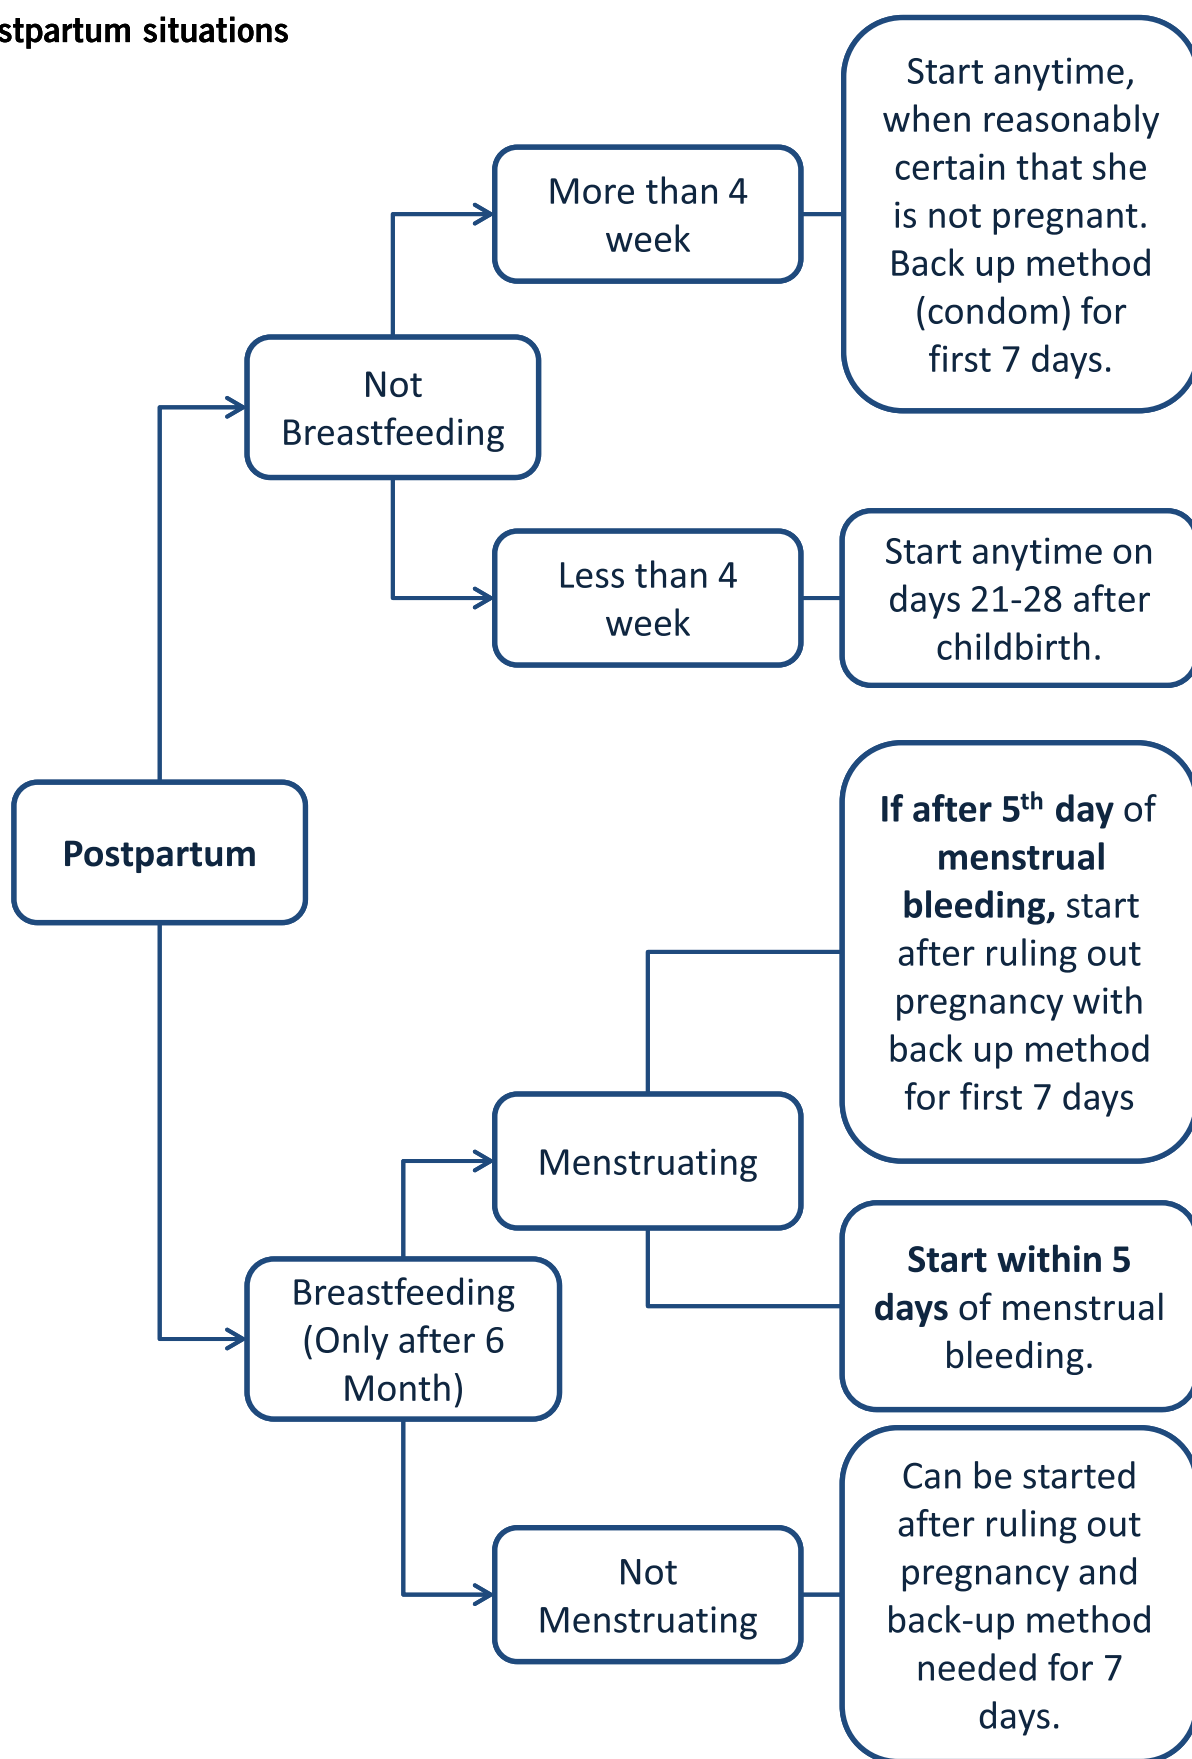 stpartum situations
Start anytime,
when reasonably
certain that she
is not pregnant.
Back up method
(condom) for
first 7 days.
More than 4
week
Not
Breastfeeding
Less than 4
week
Start anytime on
days 21-28 after
childbirth.
Postpartum
If after 5th day of
menstrual
bleeding, start
after ruling out
pregnancy with
back up method
for first 7 days
Menstruating
Start within 5
days of menstrual
bleeding.
Breastfeeding
(Only after 6
Month)
Not
Menstruating
Can be started
after ruling out
pregnancy and
back-up method
needed for 7
days.